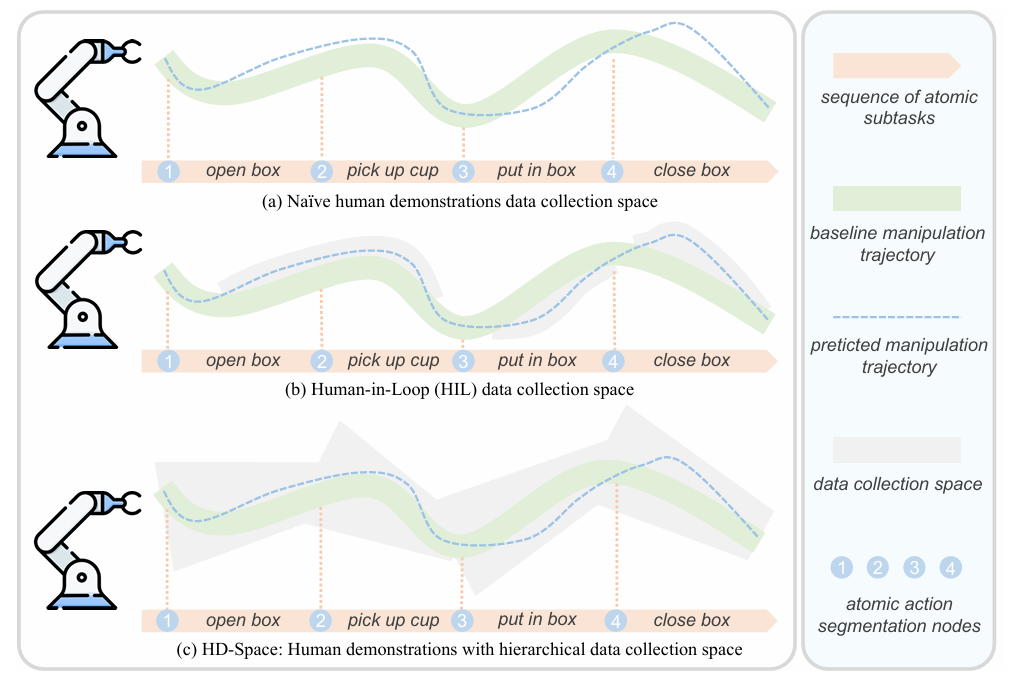 1 open box 2 pick up cup 3 put in box 4 close box
(a) Naïve human demonstrations data collection space
1 open box 2 pick up cup 3 put in box 4 close box
(b) Human-in-Loop (HIL) data collection space
1 open box 2 pick up cup 3 put in box 4 close box
(c) HD-Space: Human demonstrations with hierarchical data collection space
sequence of atomic
subtasks
baseline manipulation
trajectory
preticted manipulation
trajectory
data collection space
1 2 3 4
atomic action
segmentation nodes